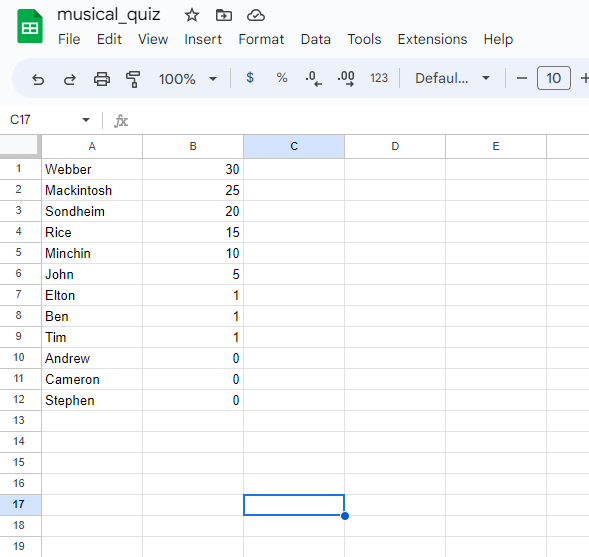 musical_quiz
File Edit View Insert Format Data Tools Extensions Help
100% $ % .0 .00 123 Defaul... − 10 +
C17 fx
A B C D E
1 Webber 30
2 Mackintosh 25
3 Sondheim 20
4 Rice 15
5 Minchin 10
6 John 5
7 Elton 1
8 Ben 1
9 Tim 1
10 Andrew 0
11 Cameron 0
12 Stephen 0
13
14
15
16
17
18
19